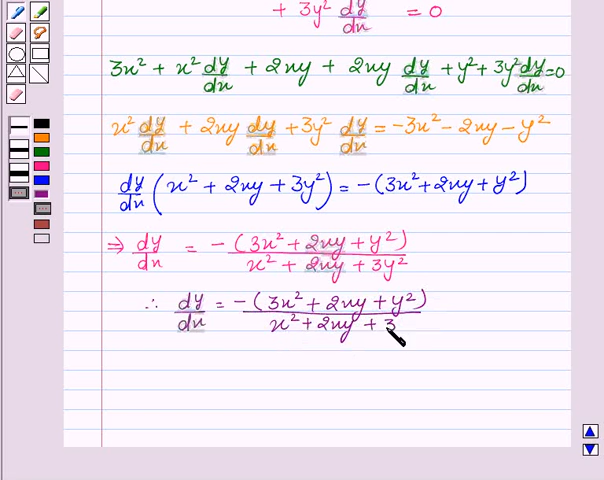 + 3y² dy/dx = 0
3x² + x² dy/dx + 2xy + 2xy dy/dx + y² + 3y² dy/dx = 0
x² dy/dx + 2xy dy/dx + 3y² dy/dx = -3x² - 2xy - y²
dy/dx (x² + 2xy + 3y²) = -(3x² + 2xy + y²)
⇒ dy/dx = -(3x² + 2xy + y²) / x² + 2xy + 3y²
∴ dy/dx = -(3x² + 2xy + y²) / x² + 2xy + 3